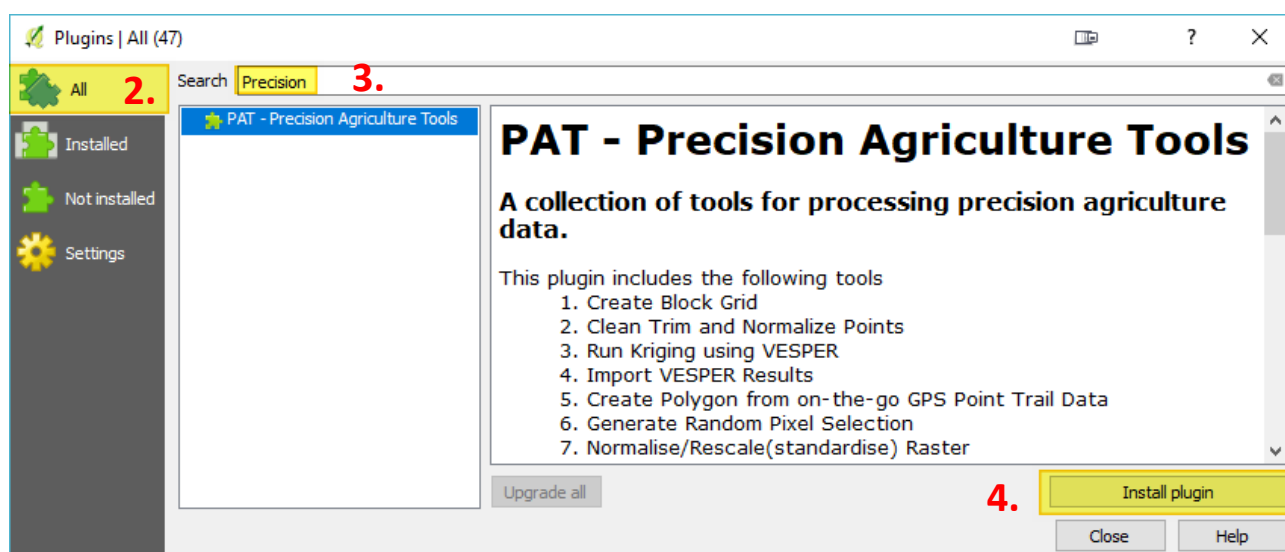 Plugins | All (47)
?
All
2.
Search
Precision
3.
PAT - Precision Agriculture Tools
Installed
Not installed
Settings
PAT - Precision Agriculture Tools
A collection of tools for processing precision agriculture
data.
This plugin includes the following tools
1. Create Block Grid
2. Clean Trim and Normalize Points
3. Run Kriging using VESPER
4. Import VESPER Results
5. Create Polygon from on-the-go GPS Point Trail Data
6. Generate Random Pixel Selection
7. Normalise/Rescale(standardise) Raster
Upgrade all
4.
Install plugin
Close
Help